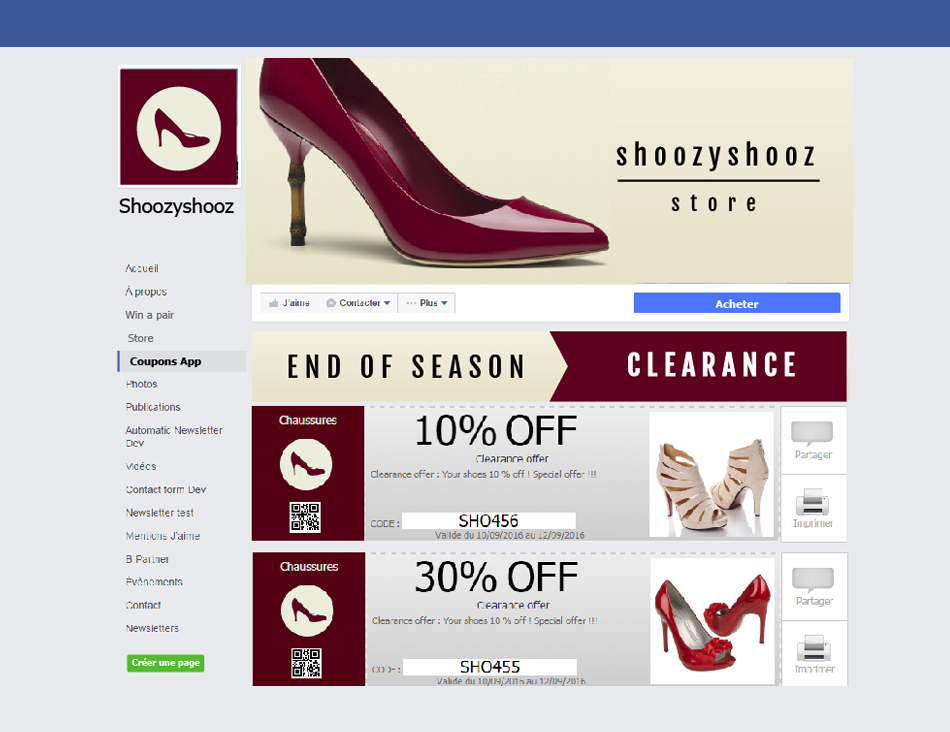 shoozyshooz
store
Shoozyshooz
Accueil
À propos
Win a pair
Store
Coupons App
Photos
Publications
Automatic Newsletter
Dev
Vidéos
Contact form Dev
Newsletter test
Mentions J'aime
B Partner
Évènements
Contact
Newsletters
Créer une page
J'aime Contacter Plus
Acheter
END OF SEASON CLEARANCE
Chaussures
10% OFF
Clearance offer
Clearance offer : Your shoes 10 % off ! Special offer !!!
CODE : SHO456
Valide du 10/09/2016 au 12/09/2016
Partager
Imprimer
Chaussures
30% OFF
Clearance offer
Clearance offer : Your shoes 10 % off ! Special offer !!!
CODE : SHO455
Valide du 10/09/2016 au 12/09/2016
Partager
Imprimer